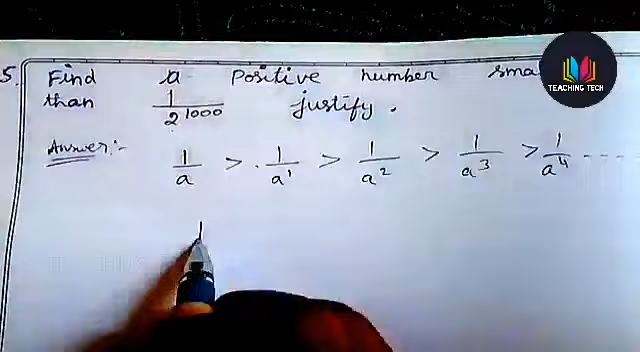 5. Find a positive number
than 1/2^1000 justify.
Answer:-
1/a > 1/a^1 > 1/a^2 > 1/a^3 > 1/a^4 -----
TEACHING TECH